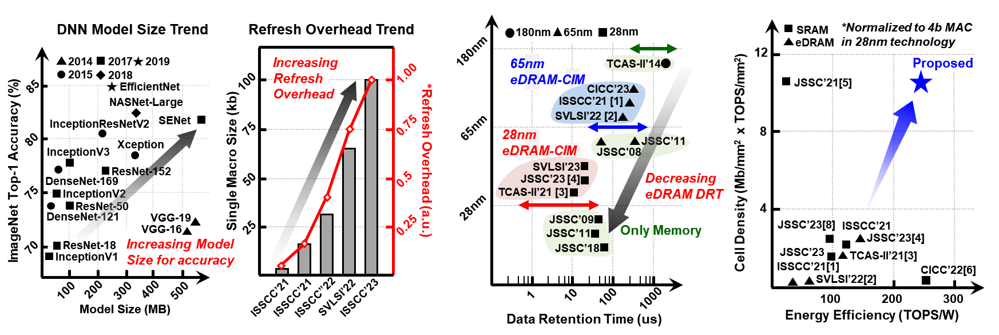 DNN Model Size Trend
2014
2017
2019
2015
2018
EfficientNet
NASNet-Large
InceptionResNetV2
SENet
Xception
InceptionV3
ResNet-152
DenseNet-169
InceptionV2
ResNet-50
DenseNet-121
VGG-19
VGG-16
ResNet-18
InceptionV1
Increasing Model
Size for accuracy
ImageNet Top-1 Accuracy (%)
85
80
75
70
100
200
300
400
500
Model Size (MB)
Refresh Overhead Trend
Increasing
Refresh
Overhead
Single Macro Size (kb)
100
75
50
25
1.00
0.75
0.5
0.25
*Refresh Overhead (a.u.)
ISSCC'21
ISSCC'21
ISSCC''22
SVLSI'22
ISSCC'23
180nm
65nm
28nm
180nm
65nm
28nm
TCAS-II'14
65nm
eDRAM-CIM
CICC'23
ISSCC'21 [1]
SVLSI'22 [2]
28nm
eDRAM-CIM
JSSC'11
JSSC'08
SVLSI'23
JSSC'23 [4]
TCAS-II'21 [3]
Decreasing
eDRAM DRT
JSSC'09
JSSC'11
JSSC'18
Only Memory
1
10
100
1000
Data Retention Time (us)
SRAM
eDRAM
*Normalized to 4b MAC
in 28nm technology
Proposed
JSSC'21[5]
JSSC'23[8]
ISSCC'21
JSSC'23[4]
JSSC'23
TCAS-II'21[3]
ISSCC'21[1]
SVLSI'22[2]
CICC'22[6]
Cell Density (Mb/mm² x TOPS/mm²)
12
8
4
100
200
300
Energy Efficiency (TOPS/W)